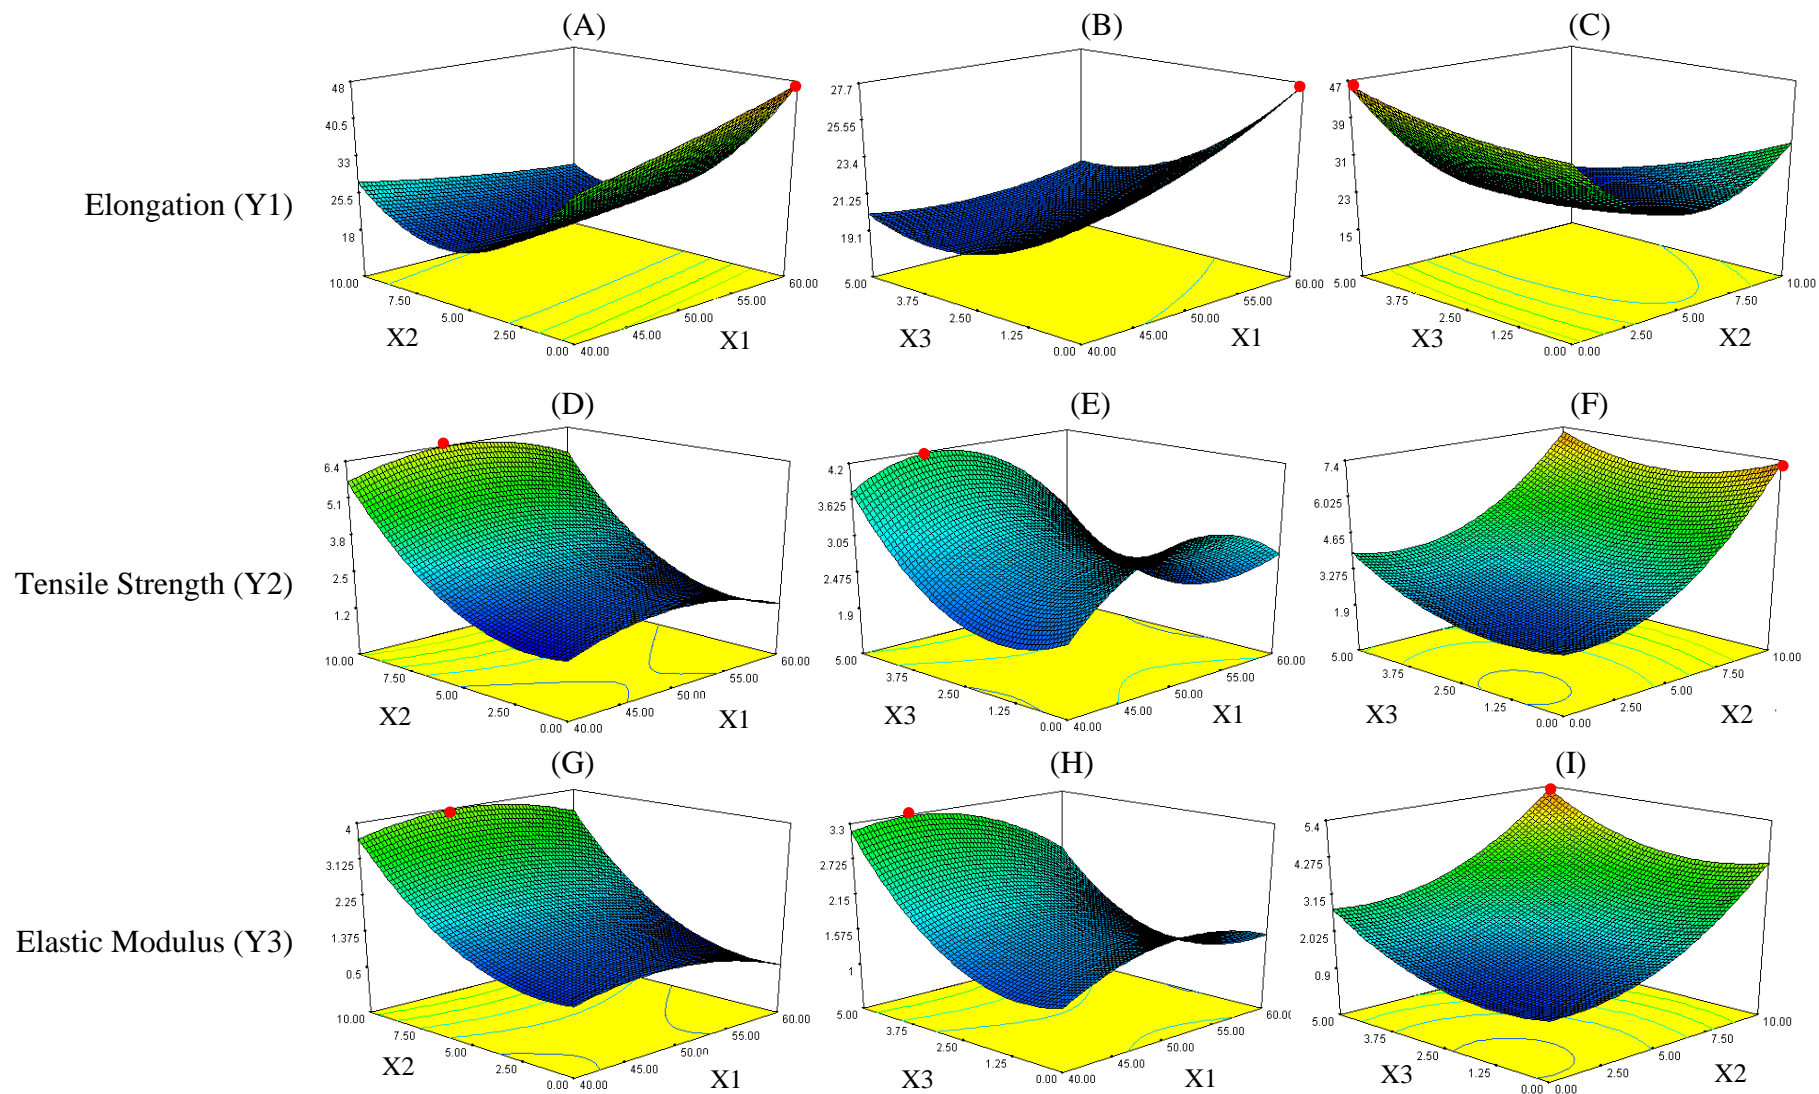 (A) (B) (C)
Elongation (Y1)
48
40.5
33
25.5
18
10.00 7.50 5.00 2.50 0.00
40.00 45.00 50.00 55.00 60.00
X2 X1
27.7
25.55
23.4
21.25
19.1
5.00 3.75 2.50 1.25 0.00
40.00 45.00 50.00 55.00 60.00
X3 X1
47
39
31
23
15
5.00 3.75 2.50 1.25 0.00
0.00 2.50 5.00 7.50 10.00
X3 X2
(D) (E) (F)
Tensile Strength (Y2)
6.4
5.1
3.8
2.5
1.2
10.00 7.50 5.00 2.50 0.00
40.00 45.00 50.00 55.00 60.00
X2 X1
4.2
3.625
3.05
2.475
1.9
5.00 3.75 2.50 1.25 0.00
40.00 45.00 50.00 55.00 60.00
X3 X1
7.4
6.025
4.65
3.275
1.9
5.00 3.75 2.50 1.25 0.00
0.00 2.50 5.00 7.50 10.00
X3 X2
(G) (H) (I)
Elastic Modulus (Y3)
4
3.125
2.25
1.375
0.5
10.00 7.50 5.00 2.50 0.00
40.00 45.00 50.00 55.00 60.00
X2 X1
3.3
2.725
2.15
1.575
1
5.00 3.75 2.50 1.25 0.00
40.00 45.00 50.00 55.00 60.00
X3 X1
5.4
4.275
3.15
2.025
0.9
5.00 3.75 2.50 1.25 0.00
0.00 2.50 5.00 7.50 10.00
X3 X2